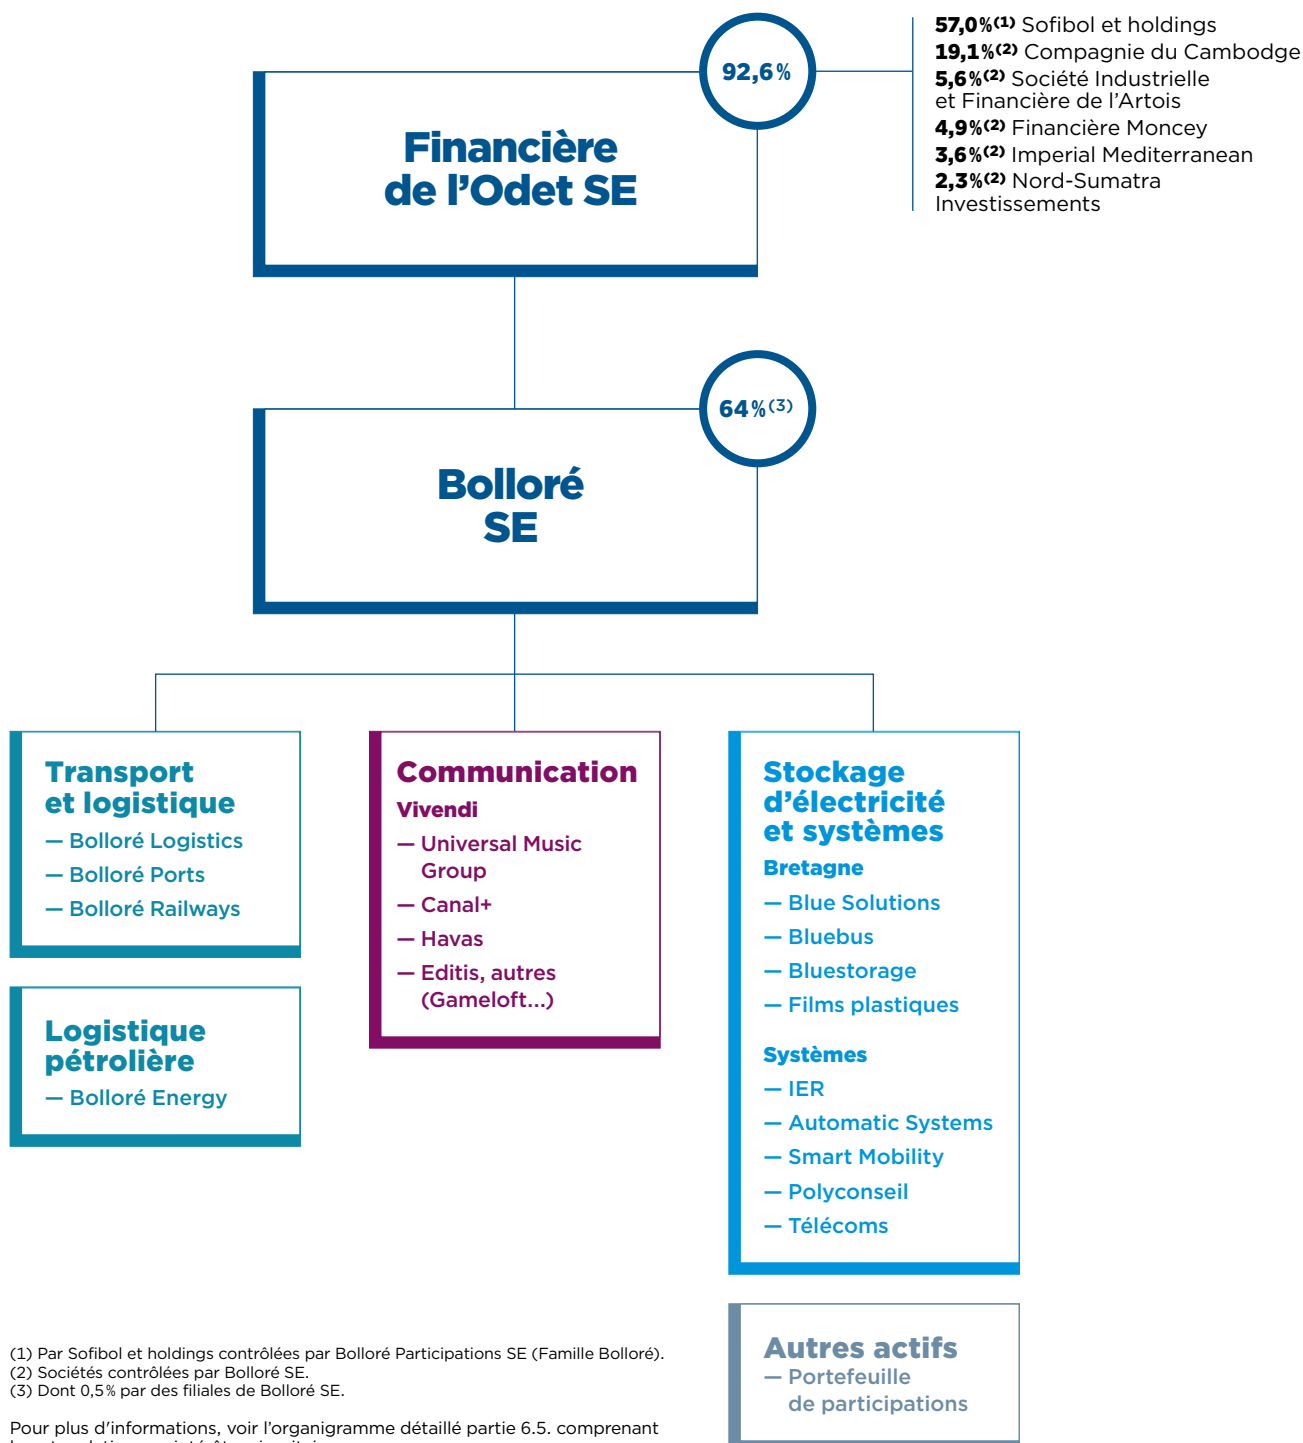 57,0%(1) Sofibol et holdings
19,1%(2) Compagnie du Cambodge
5,6%(2) Société Industrielle
et Financière de l'Artois
4,9%(2) Financière Moncey
3,6%(2) Imperial Mediterranean
2,3%(2) Nord-Sumatra
Investissements
92,6%
Financière
de l'Odet SE
64%(3)
Bolloré
SE
Transport
et logistique
— Bolloré Logistics
— Bolloré Ports
— Bolloré Railways
Logistique
pétrolière
— Bolloré Energy
Communication
Vivendi
— Universal Music
Group
— Canal+
— Havas
— Editis, autres
(Gameloft...)
Stockage
d'électricité
et systèmes
Bretagne
— Blue Solutions
— Bluebus
— Bluestorage
— Films plastiques
Systèmes
— IER
— Automatic Systems
— Smart Mobility
— Polyconseil
— Télécoms
Autres actifs
— Portefeuille
de participations
(1) Par Sofibol et holdings contrôlées par Bolloré Participations SE (Famille Bolloré).
(2) Sociétés contrôlées par Bolloré SE.
(3) Dont 0,5% par des filiales de Bolloré SE.
Pour plus d'informations, voir l'organigramme détaillé partie 6.5. comprenant